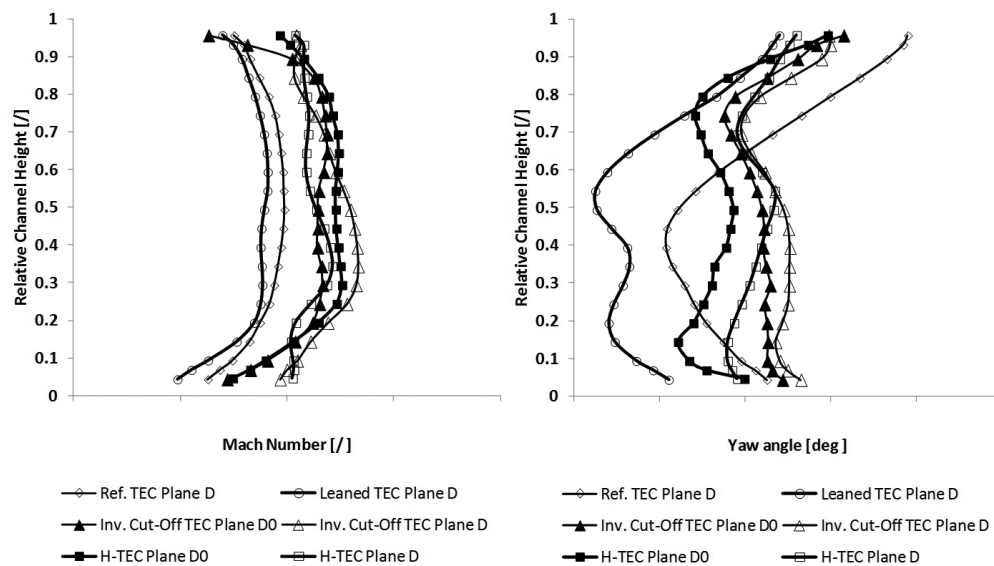 1
0.9
0.8
0.7
0.6
0.5
0.4
0.3
0.2
0.1
0
Relative Channel Height [/]
Mach Number [/]
Ref. TEC Plane D
Leaned TEC Plane D
Inv. Cut-Off TEC Plane D0
Inv. Cut-Off TEC Plane D
H-TEC Plane D0
H-TEC Plane D
1
0.9
0.8
0.7
0.6
0.5
0.4
0.3
0.2
0.1
0
Relative Channel Height [/]
Yaw angle [deg ]
Ref. TEC Plane D
Leaned TEC Plane D
Inv. Cut-Off TEC Plane D0
Inv. Cut-Off TEC Plane D
H-TEC Plane D0
H-TEC Plane D